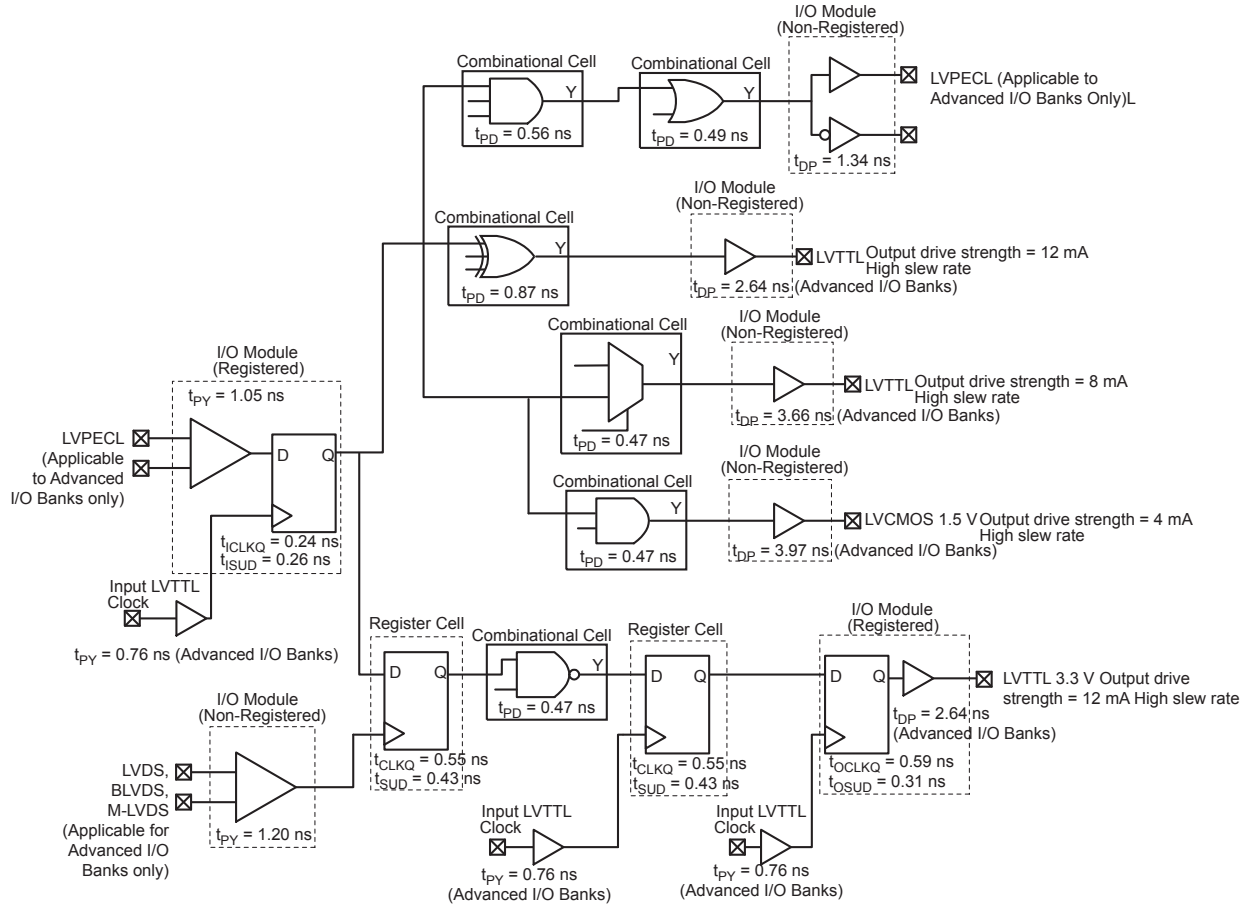 I/O Module
(Non-Registered)
Combinational Cell
Y
tPD = 0.56 ns
Combinational Cell
Y
tPD = 0.49 ns
tDP = 1.34 ns
LVPECL (Applicable to
Advanced I/O Banks Only)L
I/O Module
(Non-Registered)
Combinational Cell
Y
tPD = 0.87 ns
tDP = 2.64 ns (Advanced I/O Banks)
LVTTL Output drive strength = 12 mA
High slew rate
Combinational Cell
Y
tPD = 0.47 ns
I/O Module
(Non-Registered)
tDP = 3.66 ns (Advanced I/O Banks)
LVTTL Output drive strength = 8 mA
High slew rate
I/O Module
(Registered)
tPY = 1.05 ns
LVPECL
(Applicable
to Advanced
I/O Banks only)
D
Q
tICLKQ = 0.24 ns
tISUD = 0.26 ns
Input LVTTL
Clock
tPY = 0.76 ns (Advanced I/O Banks)
Combinational Cell
Y
tPD = 0.47 ns
I/O Module
(Non-Registered)
tDP = 3.97 ns (Advanced I/O Banks)
LVCMOS 1.5 V Output drive strength = 4 mA
High slew rate
Register Cell
D
Q
tCLKQ = 0.55 ns
tSUD = 0.43 ns
Combinational Cell
Y
tPD = 0.47 ns
Register Cell
D
Q
tCLKQ = 0.55 ns
tSUD = 0.43 ns
I/O Module
(Registered)
D
Q
tDP = 2.64 ns
(Advanced I/O Banks)
tOCLKQ = 0.59 ns
tOSUD = 0.31 ns
LVTTL 3.3 V Output drive
strength = 12 mA High slew rate
I/O Module
(Non-Registered)
LVDS,
BLVDS,
M-LVDS
(Applicable for
Advanced I/O
Banks only)
tPY = 1.20 ns
Input LVTTL
Clock
tPY = 0.76 ns
(Advanced I/O Banks)
Input LVTTL
Clock
tPY = 0.76 ns
(Advanced I/O Banks)